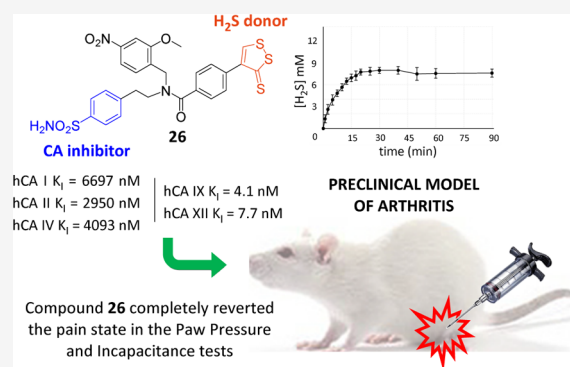 H₂S donor
O₂N
O
S
S
S
N
O
H₂NO₂S
26
CA inhibitor
[H₂S] mM
12
9
6
3
0
15 30 45 60 75 90
time (min)
hCA I Kᵢ = 6697 nM
hCA II Kᵢ = 2950 nM
hCA IV Kᵢ = 4093 nM
hCA IX Kᵢ = 4.1 nM
hCA XII Kᵢ = 7.7 nM
PRECLINICAL MODEL
OF ARTHRITIS
Compound 26 completely reverted
the pain state in the Paw Pressure
and Incapacitance tests